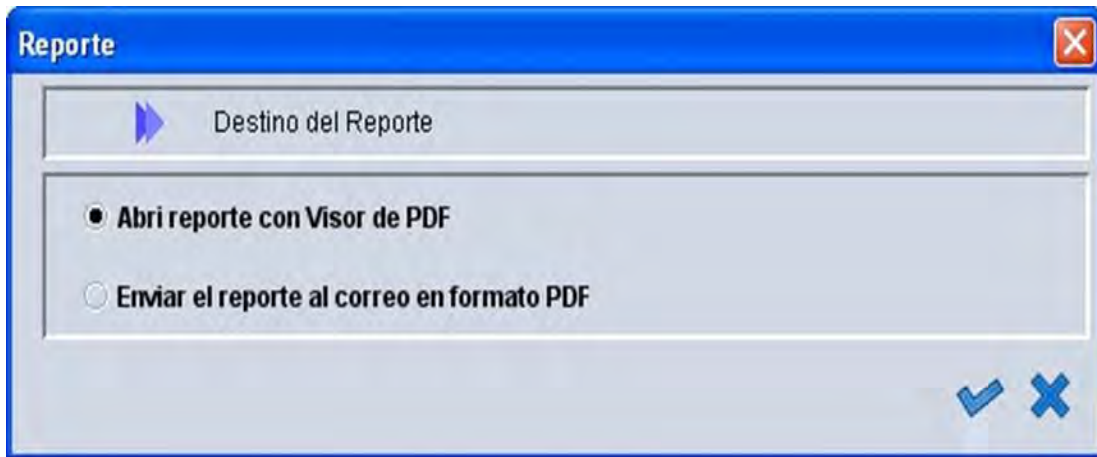 Reporte
Destino del Reporte
Abri reporte con Visor de PDF
Enviar el reporte al correo en formato PDF